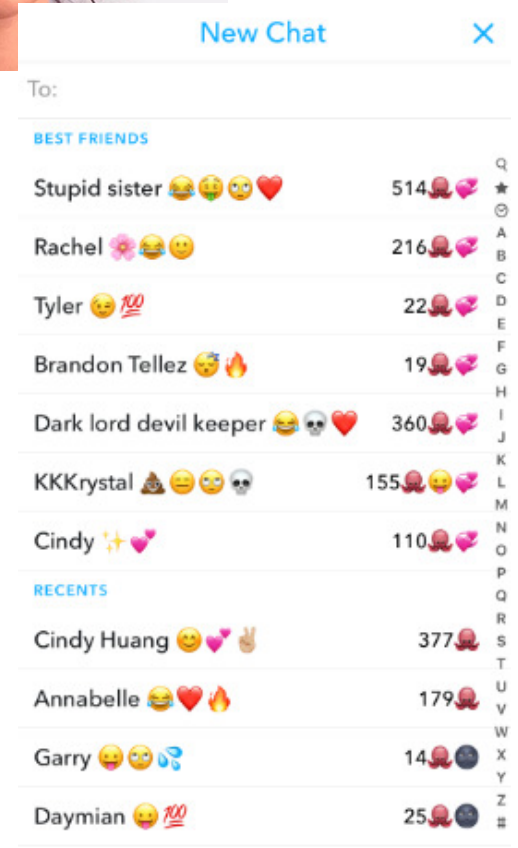 New Chat
To:
BEST FRIENDS
Stupid sister 😂🤑🙄❤️ 514🐙💞
Rachel 🌸😂🙂 216🐙💞
Tyler 😉💯 22🐙💞
Brandon Tellez 😴🔥 19🐙💞
Dark lord devil keeper 😂💀❤️ 360🐙💞
KKKrystal 💩😑🙄💀 155🐙😛💞
Cindy ✨💕 110🐙💞
RECENTS
Cindy Huang 😊💕✌🏼 377🐙
Annabelle 😂❤️🔥 179🐙
Garry 😛🙄💦 14🐙🌚
Daymian 😛💯 25🐙🌚
A
B
C
D
E
F
G
H
I
J
K
L
M
N
O
P
Q
R
S
T
U
V
W
X
Y
Z
#